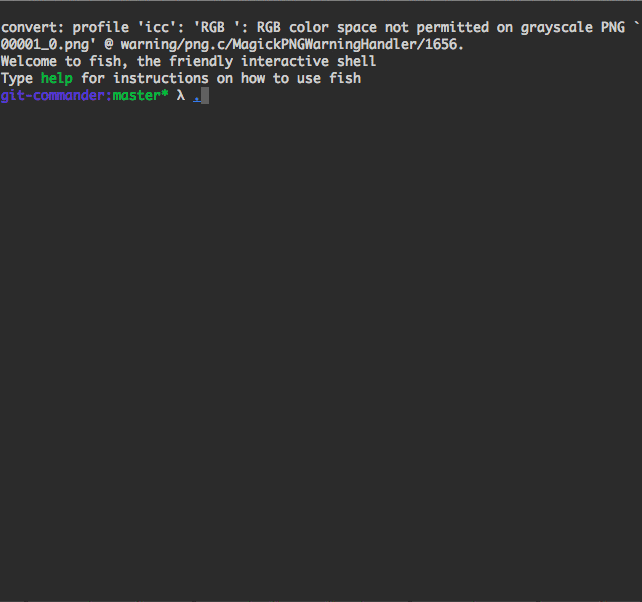 convert: profile 'icc': 'RGB ': RGB color space not permitted on grayscale PNG `
00001_0.png' @ warning/png.c/MagickPNGWarningHandler/1656.
Welcome to fish, the friendly interactive shell
Type help for instructions on how to use fish
git-commander:master* λ .